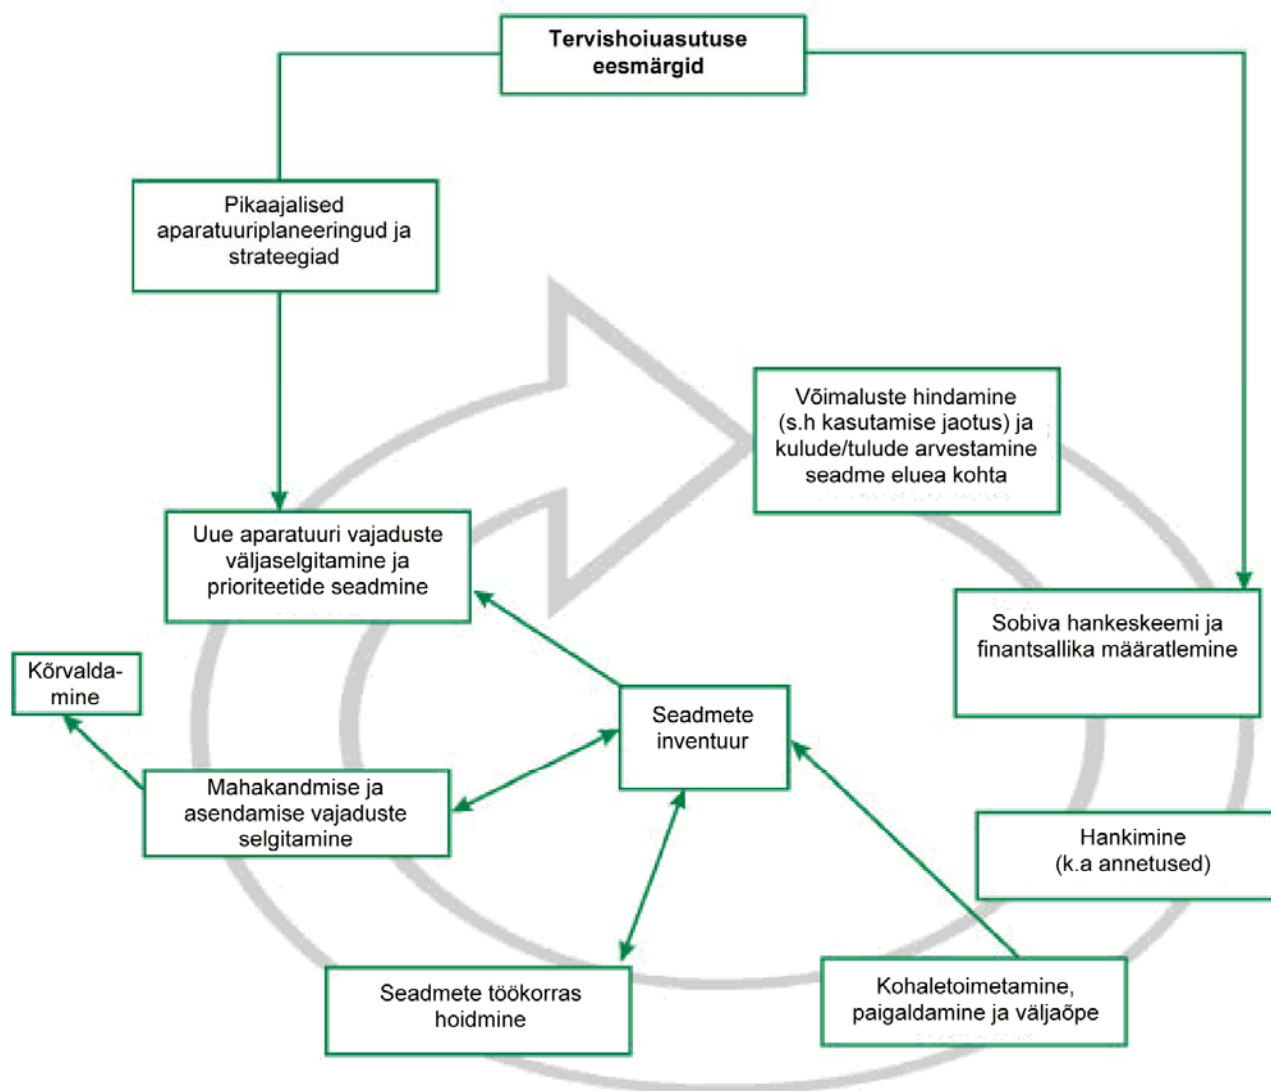 Tervishoiuasutuse
eesmärgid
Pikaajalised
aparatuuriplaneeringud ja
strateegiad
Võimaluste hindamine
(s.h kasutamise jaotus) ja
kulude/tulude arvestamine
seadme eluea kohta
Uue aparatuuri vajaduste
väljaselgitamine ja
prioriteetide seadmine
Sobiva hankeskeemi ja
finantsallika määratlemine
Kõrvalda-
mine
Seadmete
inventuur
Mahakandmise ja
asendamise vajaduste
selgitamine
Hankimine
(k.a annetused)
Seadmete töökorras
hoidmine
Kohaletoimetamine,
paigaldamine ja väljaõpe